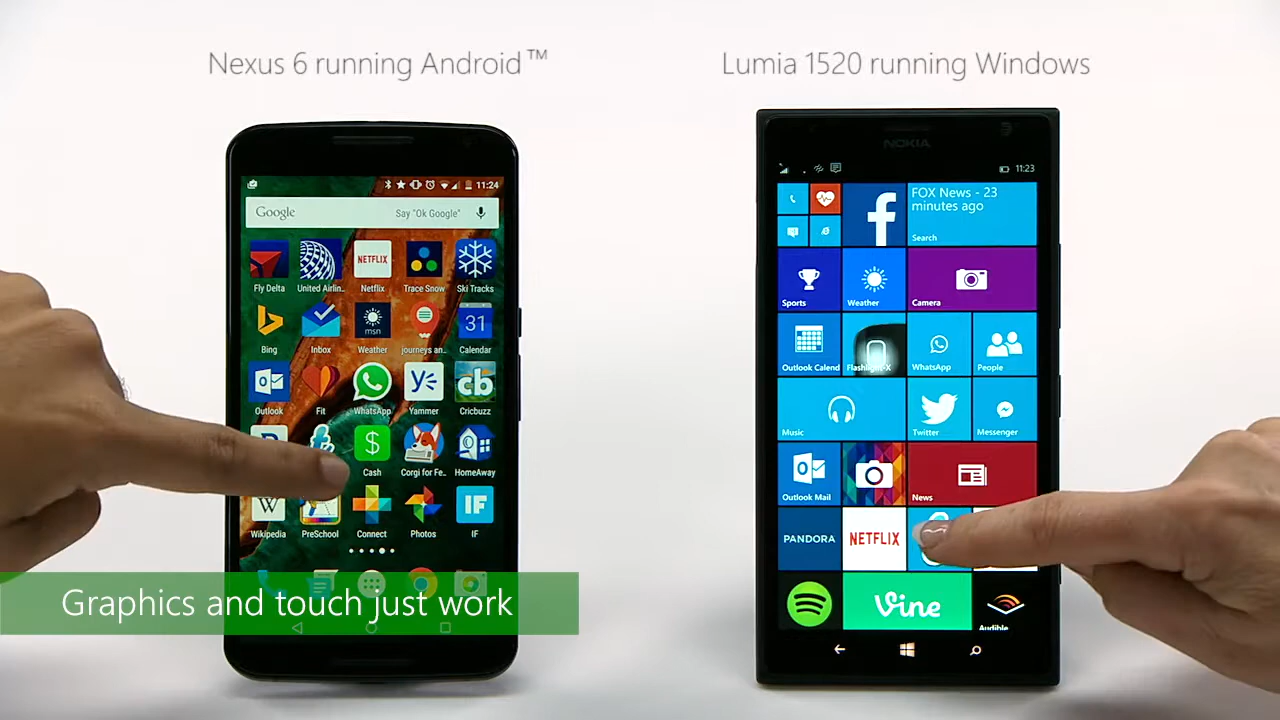 Nexus 6 running Android™
Lumia 1520 running Windows
11:24
Google
Say "Ok Google"
Fly Delta
United Airlin..
NETFLIX
Netflix
Trace Snow
Ski Tracks
Bing
Inbox
msn
Weather
journeys an..
31
Calendar
Outlook
Fit
WhatsApp
Yammer
cb
Cricbuzz
$
Cash
Corgi for Fe..
HomeAway
W
Wikipedia
PreSchool
Connect
Photos
IF
IF
Graphics and touch just work
NOKIA
11:23
FOX News - 23
minutes ago
Search
Sports
Weather
Camera
Outlook Calend
Flashlight-X
WhatsApp
People
Music
Twitter
Messenger
Outlook Mail
News
PANDORA
NETFLIX
Vine
Audible